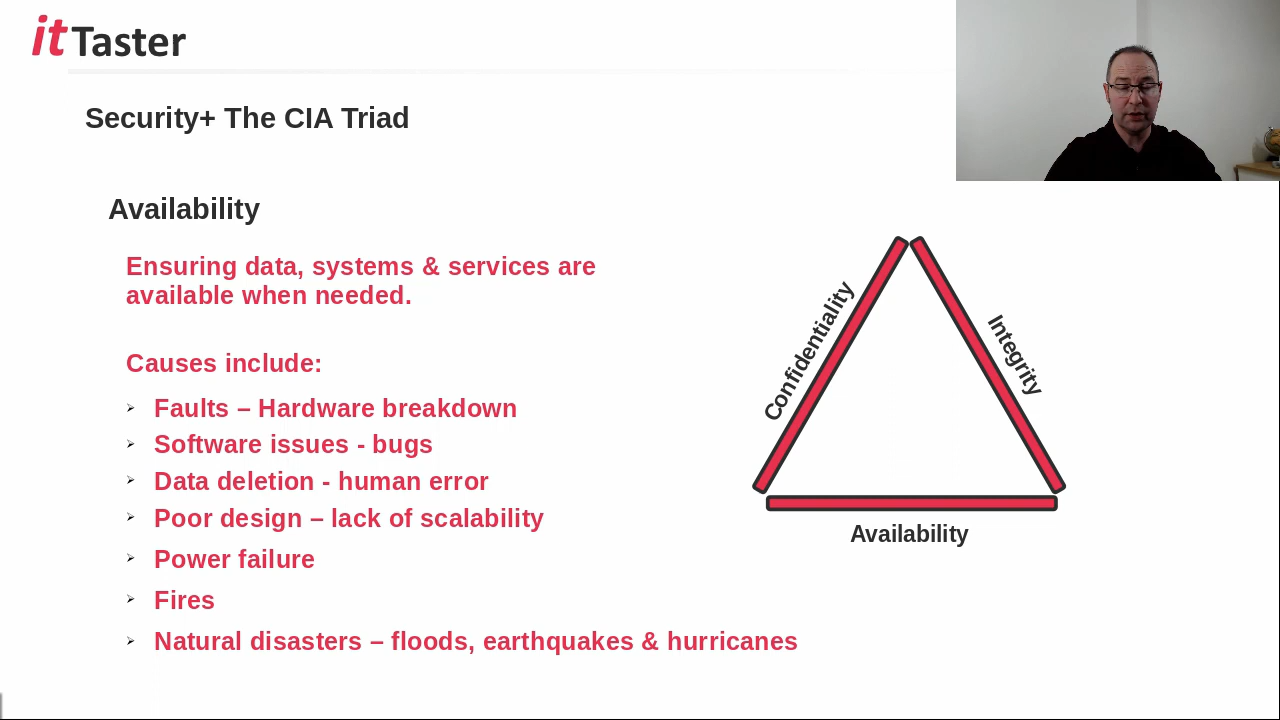 itTaster
Security+ The CIA Triad
Availability
Ensuring data, systems & services are
available when needed.
Causes include:
Faults – Hardware breakdown
Software issues - bugs
Data deletion - human error
Poor design – lack of scalability
Power failure
Fires
Natural disasters – floods, earthquakes & hurricanes
Confidentiality
Integrity
Availability